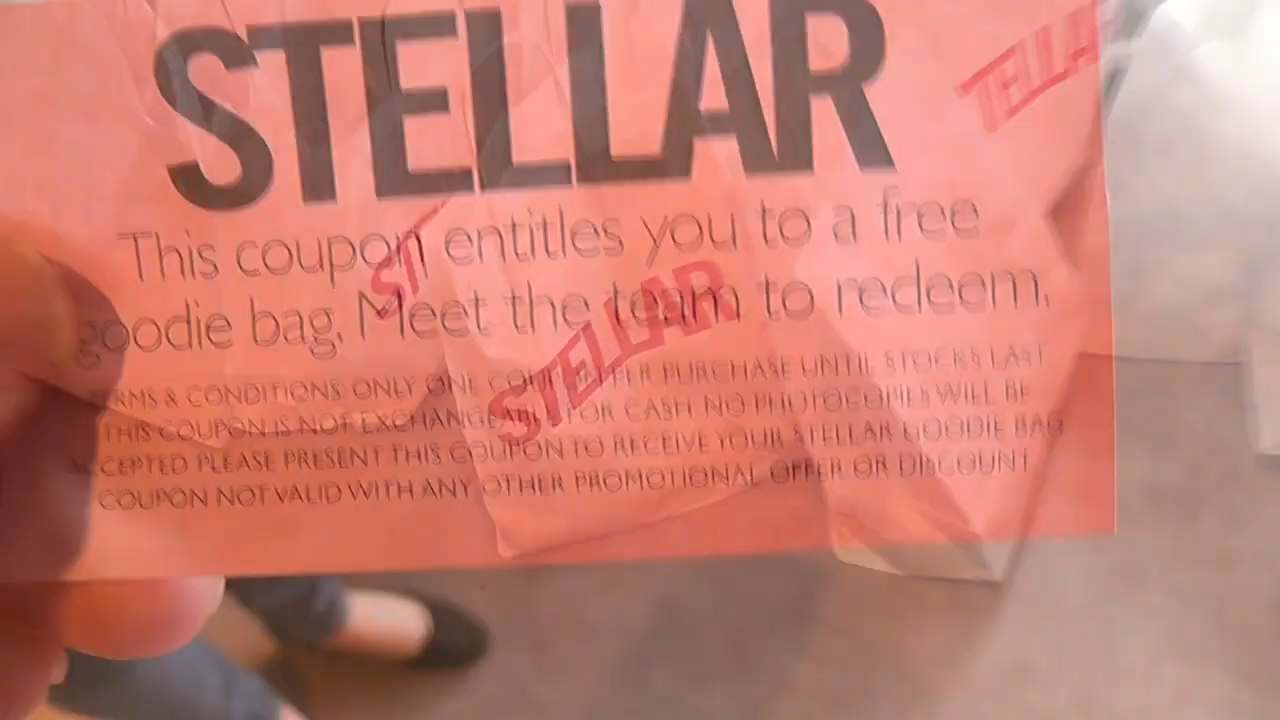 STELLAR
TELLA
This coupon entitles you to a free
goodie bag. Meet the team to redeem.
ST
STELLAR
RMS & CONDITIONS: ONLY ONE COUPON PER PURCHASE UNTIL STOCKS LAST
THIS COUPON IS NOT EXCHANGEABLE FOR CASH NO PHOTOCOPIES WILL BE
ACCEPTED PLEASE PRESENT THIS COUPON TO RECEIVE YOUR STELLAR GOODIE BAG
COUPON NOT VALID WITH ANY OTHER PROMOTIONAL OFFER OR DISCOUNT